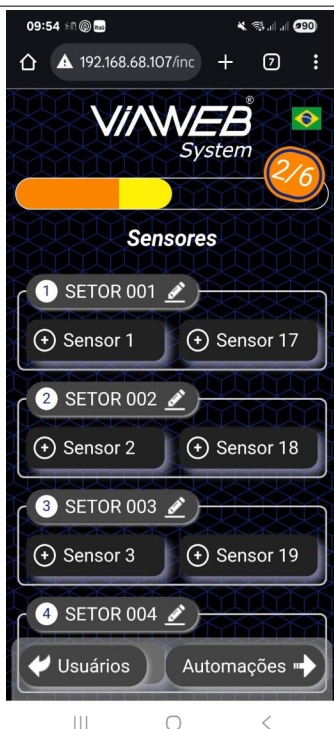 09:54
Itaú
90
192.168.68.107/inc
7
VIAWEB®
System
2/6
Sensores
1 SETOR 001
Sensor 1 Sensor 17
2 SETOR 002
Sensor 2 Sensor 18
3 SETOR 003
Sensor 3 Sensor 19
4 SETOR 004
Usuários Automações